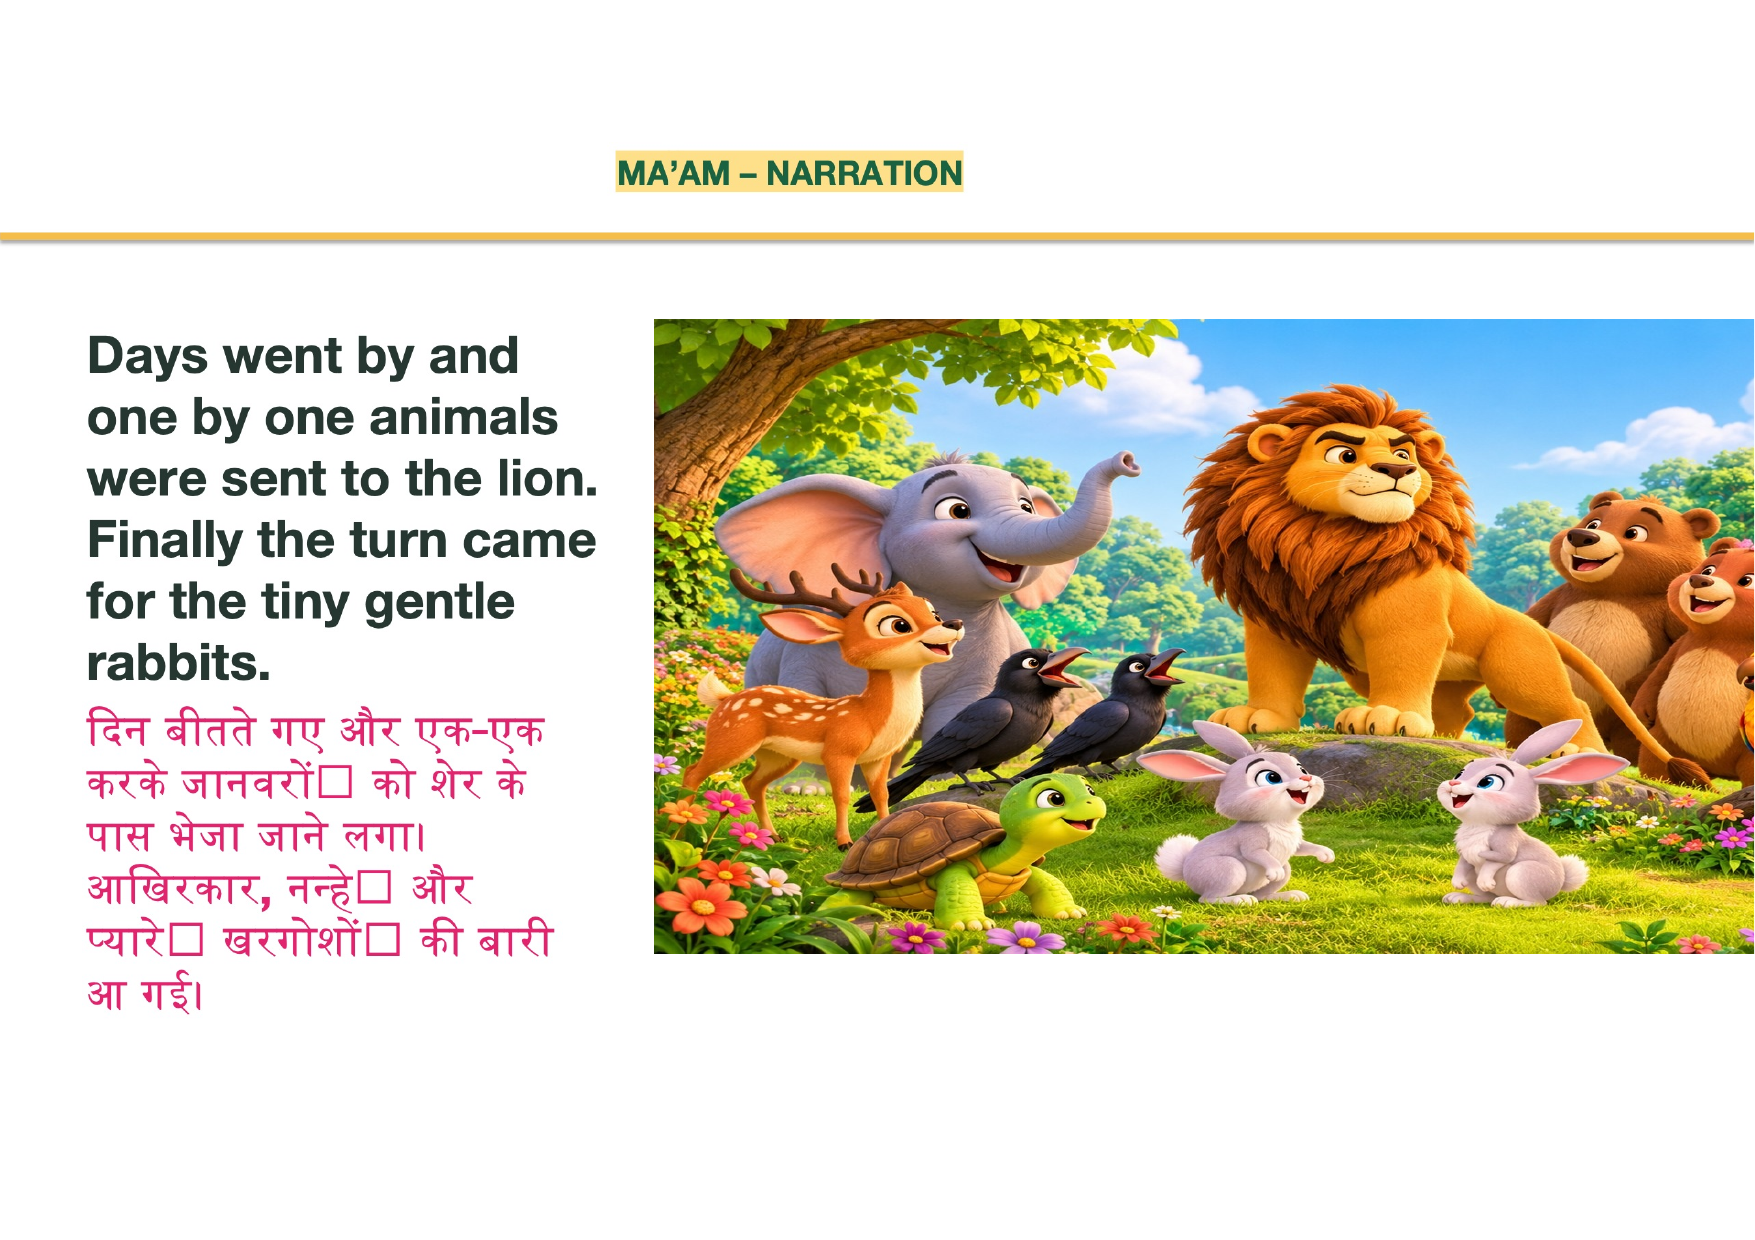 MA’AM – NARRATION
Days went by and
one by one animals
were sent to the lion.
Finally the turn came
for the tiny gentle
rabbits.
दिन बीतते गए और एक-एक
करके जानवरों□ को शेर के
पास भेजा जाने लगा।
आखिरकार, नन्हे□ और
प्यारे□ खरगोशों□ की बारी
आ गई।